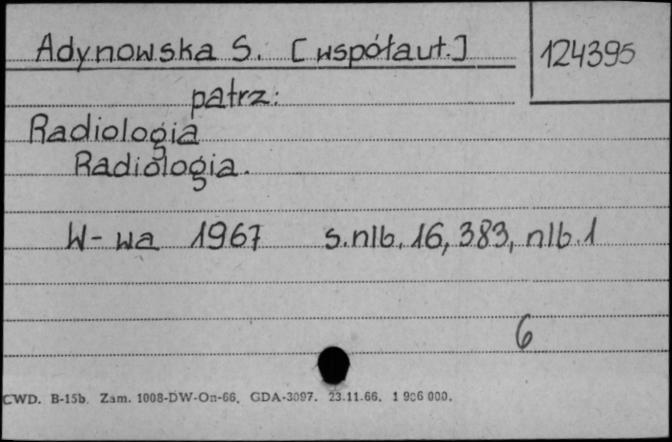 Adynowska S. [współaut.]
124395
patrz:
Radiologia
Radiologia.
W-wa 1967 s.nlb. 16, 383, nlb. 1
6
CWD. B-15b. Zam. 1008-DW-On-66. GDA-3097. 23.11.66. 1 906 000.